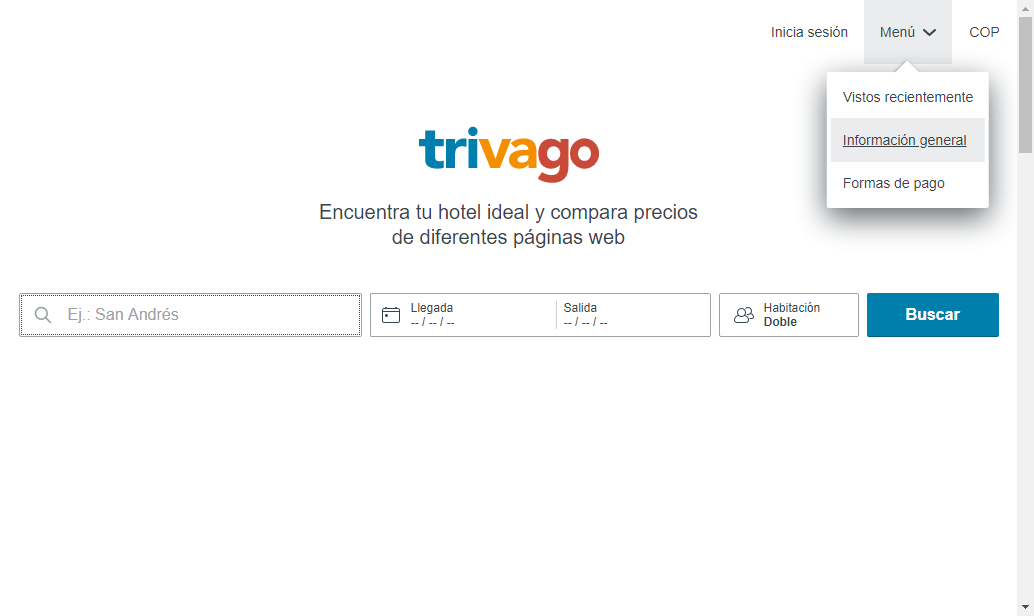 Inicia sesión
Menú
COP
Vistos recientemente
Información general
Formas de pago
trivago
Encuentra tu hotel ideal y compara precios
de diferentes páginas web
Ej.: San Andrés
Llegada
-- / -- / --
Salida
-- / -- / --
Habitación
Doble
Buscar